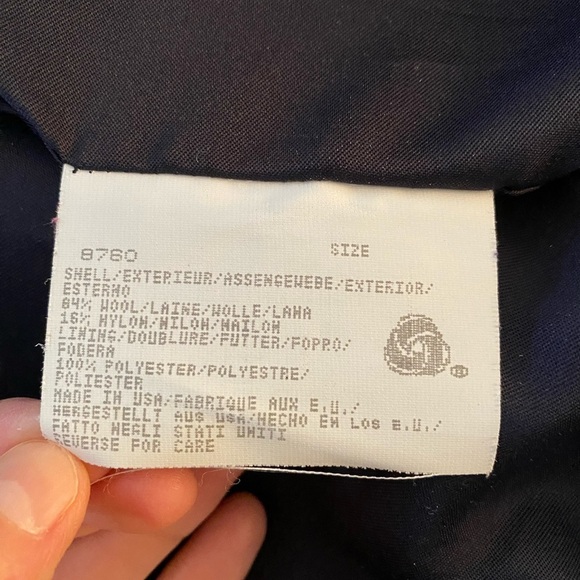 8760 SIZE
SHELL/EXTERIEUR/ASSENGEWEBE/EXTERIOR/
ESTERNO
84% WOOL/LAINE/WOLLE/LANA
16% NYLON/NILON/NAILON
LINING/DOUBLURE/FUTTER/FOPRO/
FODERA
100% POLYESTER/POLYESTRE/
POLIESTER
MADE IN USA/FABRIQUE AUX E.U./
HERGESTELLT AUS USA/HECHO EN LOS E.U./
FATTO NEGLI STATI UNITI
REVERSE FOR CARE
®